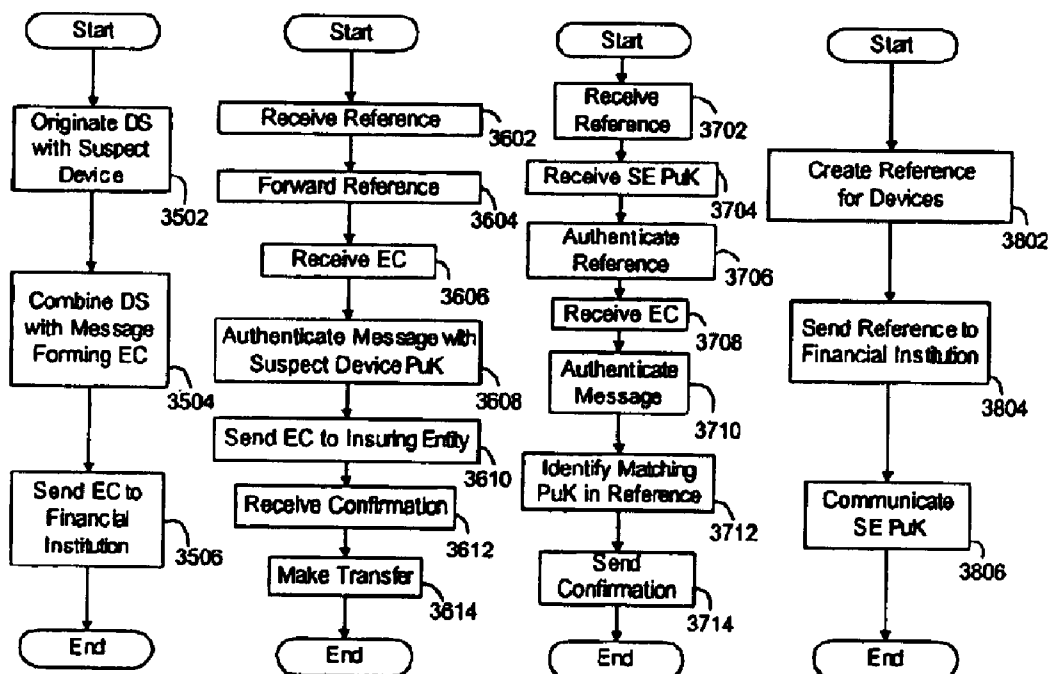 Start
Originate DS
with Suspect
Device
3502
Combine DS
with Message
Forming EC
3504
Send EC to
Financial
Institution
3506
End
Start
Receive Reference
3602
Forward Reference
3604
Receive EC
3606
Authenticate Message with
Suspect Device PuK
3608
Send EC to Insuring Entity
3610
Receive Confirmation
3612
Make Transfer
3614
End
Start
Receive
Reference
3702
Receive SE PuK
3704
Authenticate
Reference
3706
Receive EC
3708
Authenticate
Message
3710
Identify Matching
PuK in Reference
3712
Send
Confirmation
3714
End
Start
Create Reference
for Devices
3802
Send Reference to
Financial Institution
3804
Communicate
SE PuK
3806
End